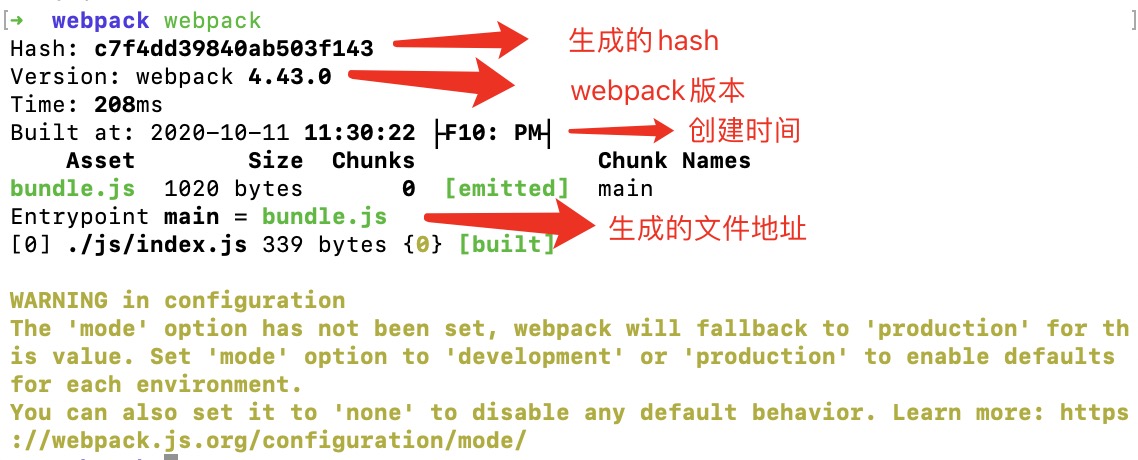 [➜  webpack webpack ]
Hash: c7f4dd39840ab503f143 生成的hash
Version: webpack 4.43.0 webpack版本
Time: 208ms
Built at: 2020-10-11 11:30:22 ├F10: PM┤ 创建时间
Asset Size Chunks Chunk Names
bundle.js 1020 bytes 0 [emitted] main
Entrypoint main = bundle.js 生成的文件地址
[0] ./js/index.js 339 bytes {0} [built]
WARNING in configuration
The 'mode' option has not been set, webpack will fallback to 'production' for th
is value. Set 'mode' option to 'development' or 'production' to enable defaults
for each environment.
You can also set it to 'none' to disable any default behavior. Learn more: https
://webpack.js.org/configuration/mode/